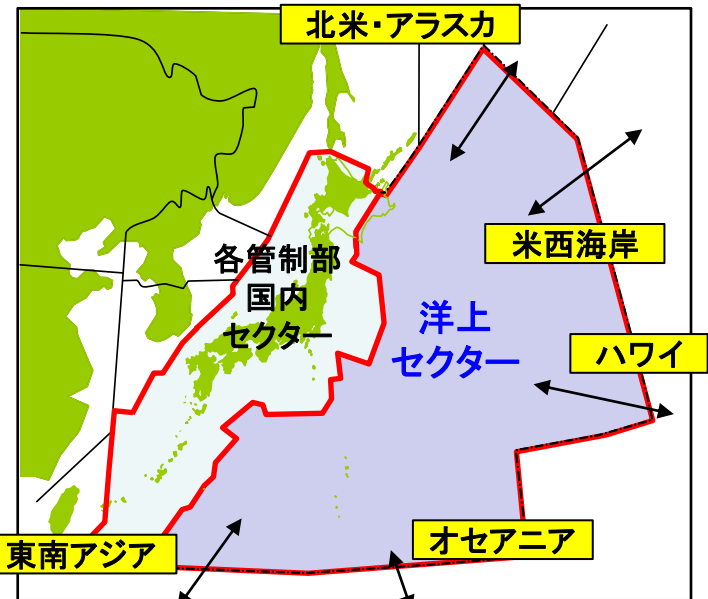 北米・アラスカ
米西海岸
各管制部
国内
セクター
洋上
セクター
ハワイ
オセアニア
東南アジア